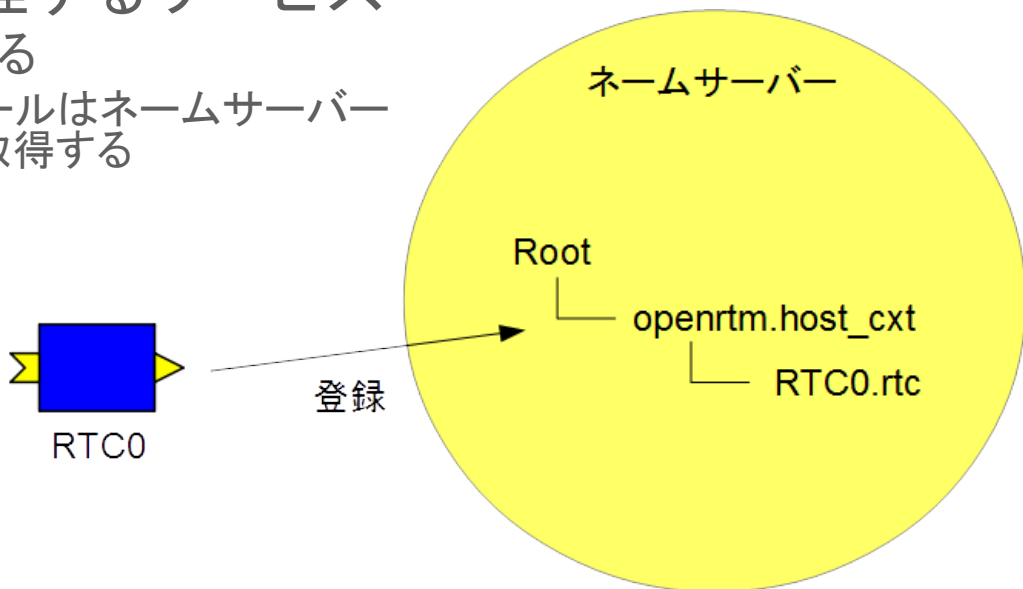 するサービス
る
ールはネームサーバー
取得する
ネームサーバー
Root
openrtm.host_cxt
RTC0.rtc
登録
RTC0